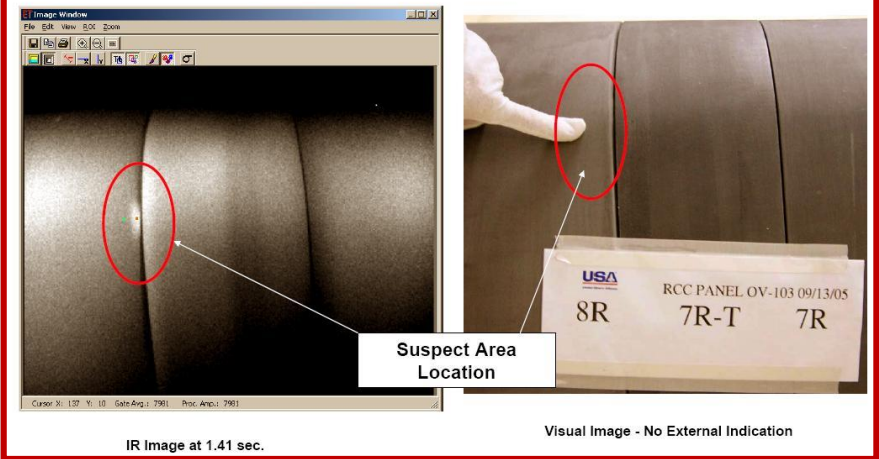 Image Window
File Edit View ROI Zoom
Cursor X: 137 Y: 10 Gate Avg.: 7981 Proc. Amp.: 7981
IR Image at 1.41 sec.
Suspect Area
Location
USA
RCC PANEL OV-103 09/13/05
8R 7R-T 7R
Visual Image - No External Indication